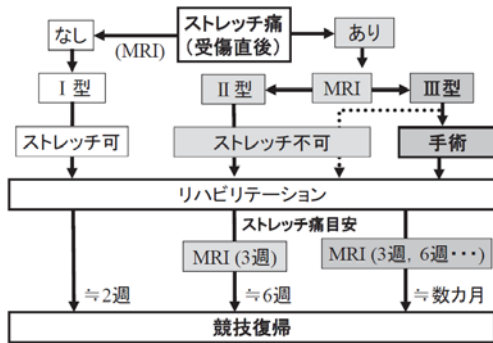 ストレッチ痛
(受傷直後)
なし
あり
(MRI)
Ⅰ型
Ⅱ型
MRI
Ⅲ型
ストレッチ可
ストレッチ不可
手術
リハビリテーション
ストレッチ痛目安
MRI (3週)
MRI (3週, 6週･･･)
≒2週
≒6週
≒数カ月
競技復帰